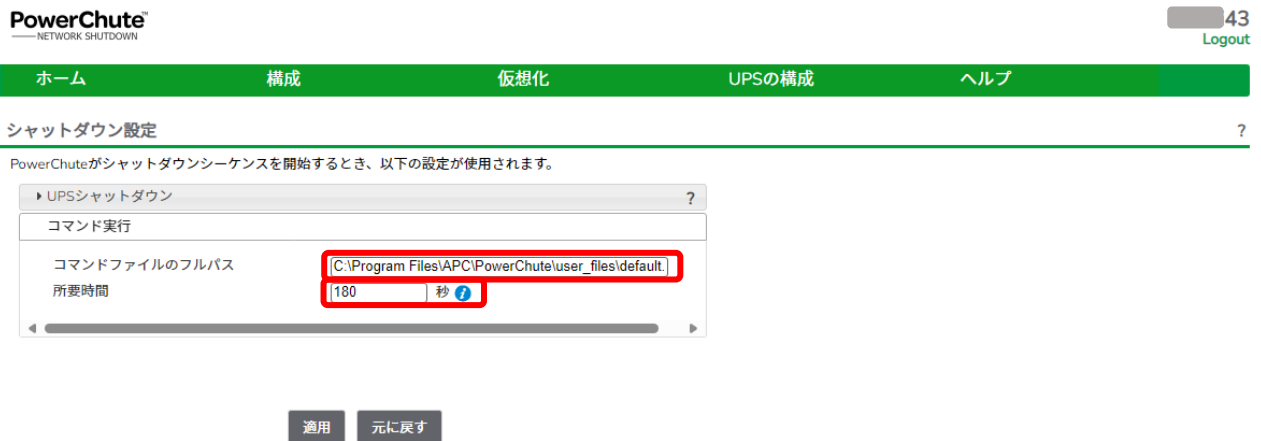 PowerChute™
NETWORK SHUTDOWN
43
Logout
ホーム 構成 仮想化 UPSの構成 ヘルプ
シャットダウン設定 ?
PowerChuteがシャットダウンシーケンスを開始するとき、以下の設定が使用されます。
UPSシャットダウン ?
コマンド実行
コマンドファイルのフルパス C:\Program Files\APC\PowerChute\user_files\default.
所要時間 180 秒 i
適用 元に戻す